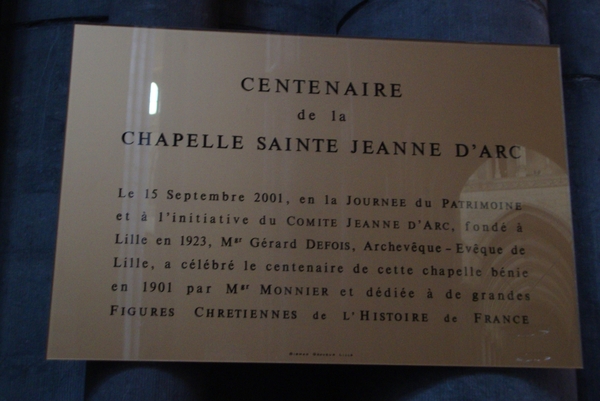 CENTENAIRE
de la
CHAPELLE SAINTE JEANNE D'ARC
Le 15 Septembre 2001, en la JOURNEE du PATRIMOINE
et à l'initiative du COMITE JEANNE D'ARC, fondé à
Lille en 1923, Mgr Gérard DEFOIS, Archevêque-Evêque de
Lille, a célébré le centenaire de cette chapelle bénie
en 1901 par Mgr MONNIER et dédiée à de grandes
FIGURES CHRETIENNES de L'HISTOIRE de FRANCE